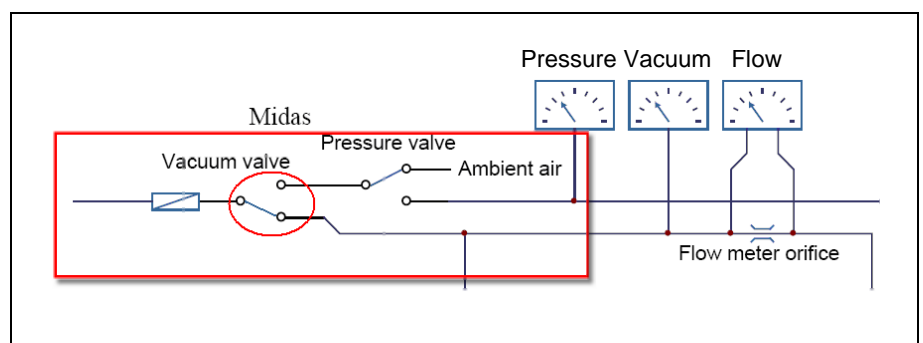 Pressure Vacuum Flow
Midas
Pressure valve
Vacuum valve
Ambient air
Flow meter orifice